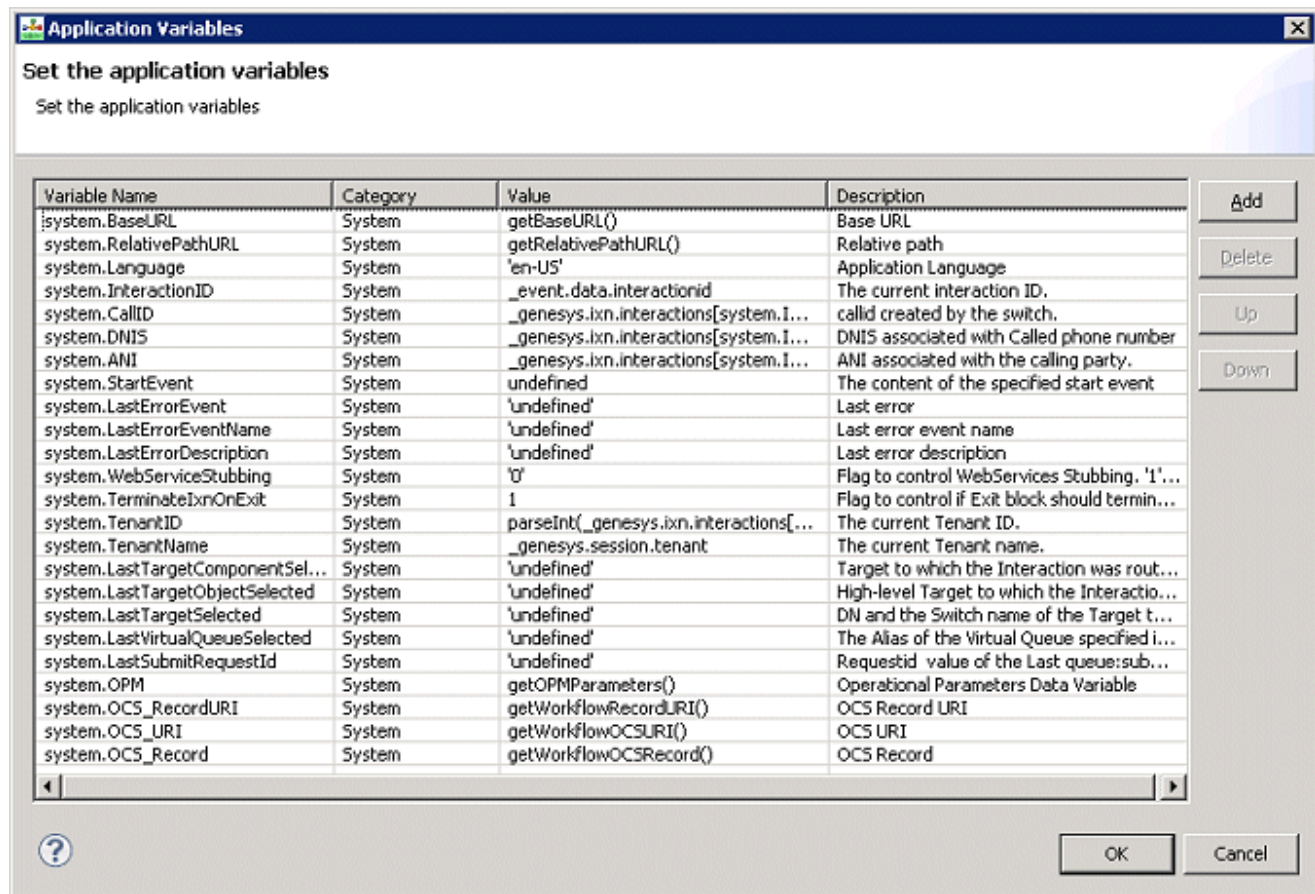 Application Variables
Set the application variables
Set the application variables
Variable Name Category Value Description
system.BaseURL System getBaseURL() Base URL
system.RelativePathURL System getRelativePathURL() Relative path
system.Language System 'en-US' Application Language
system.InteractionID System _event.data.interactionid The current interaction ID.
system.CallID System _genesys.ixn.interactions[system.I... callid created by the switch.
system.DNIS System _genesys.ixn.interactions[system.I... DNIS associated with Called phone number
system.ANI System _genesys.ixn.interactions[system.I... ANI associated with the calling party.
system.StartEvent System undefined The content of the specified start event
system.LastErrorEvent System 'undefined' Last error
system.LastErrorEventName System 'undefined' Last error event name
system.LastErrorDescription System 'undefined' Last error description
system.WebServiceStubbing System '0' Flag to control WebServices Stubbing. '1'...
system.TerminateIxnOnExit System 1 Flag to control if Exit block should termin...
system.TenantID System parseInt(_genesys.ixn.interactions[... The current Tenant ID.
system.TenantName System _genesys.session.tenant The current Tenant name.
system.LastTargetComponentSel... System 'undefined' Target to which the Interaction was rout...
system.LastTargetObjectSelected System 'undefined' High-level Target to which the Interactio...
system.LastTargetSelected System 'undefined' DN and the Switch name of the Target t...
system.LastVirtualQueueSelected System 'undefined' The Alias of the Virtual Queue specified i...
system.LastSubmitRequestId System 'undefined' Requestid value of the Last queue:sub...
system.OPM System getOPMParameters() Operational Parameters Data Variable
system.OCS_RecordURI System getWorkflowRecordURI() OCS Record URI
system.OCS_URI System getWorkflowOCSURI() OCS URI
system.OCS_Record System getWorkflowOCSRecord() OCS Record
Add
Delete
Up
Down
?
OK Cancel